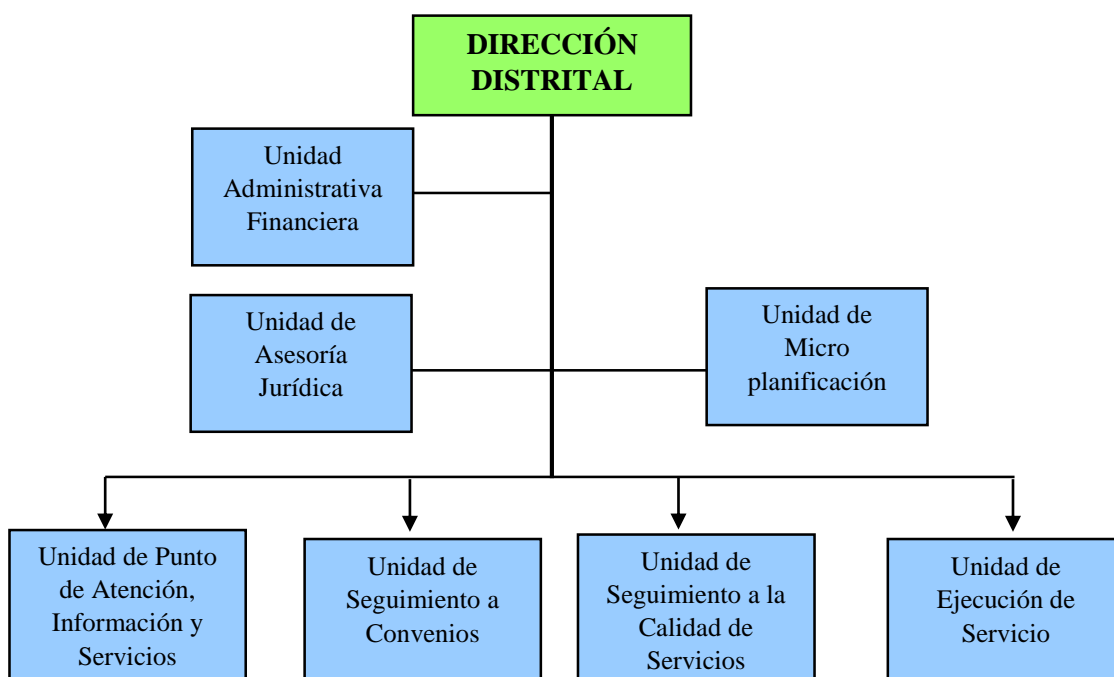 DIRECCIÓN
DISTRITAL
Unidad
Administrativa
Financiera
Unidad de
Asesoría
Jurídica
Unidad de
Micro
planificación
Unidad de Punto
de Atención,
Información y
Servicios
Unidad de
Seguimiento a
Convenios
Unidad de
Seguimiento a la
Calidad de
Servicios
Unidad de
Ejecución de
Servicio